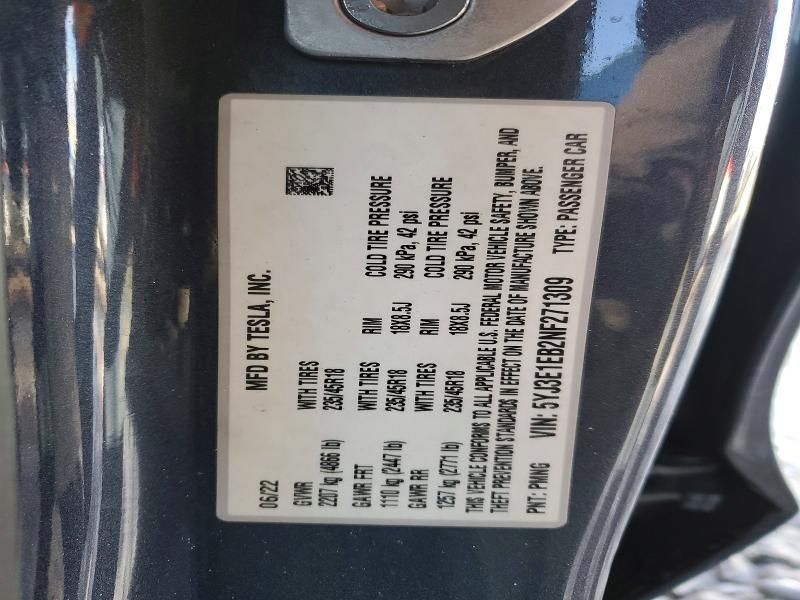 MFD BY TESLA, INC.
06/22
GVWR WITH TIRES RIM COLD TIRE PRESSURE
2207 kg (4866 lb) 235/45R18 18X8.5J 290 kPa, 42 psi
GAWR FRT WITH TIRES RIM COLD TIRE PRESSURE
1110 kg (2447 lb) 235/45R18 18X8.5J 290 kPa, 42 psi
GAWR RR WITH TIRES
1257 kg (2771 lb) 235/45R18
THIS VEHICLE CONFORMS TO ALL APPLICABLE U.S. FEDERAL MOTOR VEHICLE SAFETY, BUMPER, AND
THEFT PREVENTION STANDARDS IN EFFECT ON THE DATE OF MANUFACTURE SHOWN ABOVE.
PNT: PMNG VIN: 5YJ3E1EB2NF271309 TYPE: PASSENGER CAR